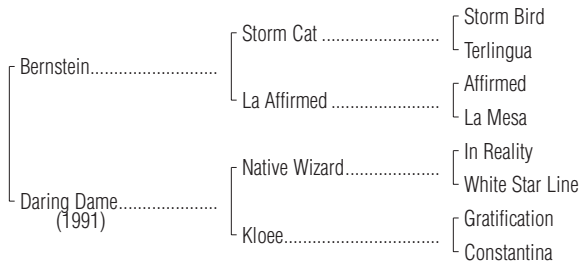 Storm Bird
Storm Cat ........................
Terlingua
Bernstein..........................
Affirmed
La Affirmed ......................
La Mesa
In Reality
Native Wizard...................
White Star Line
Daring Dame....................
(1991)
Gratification
Kloee................................
Constantina